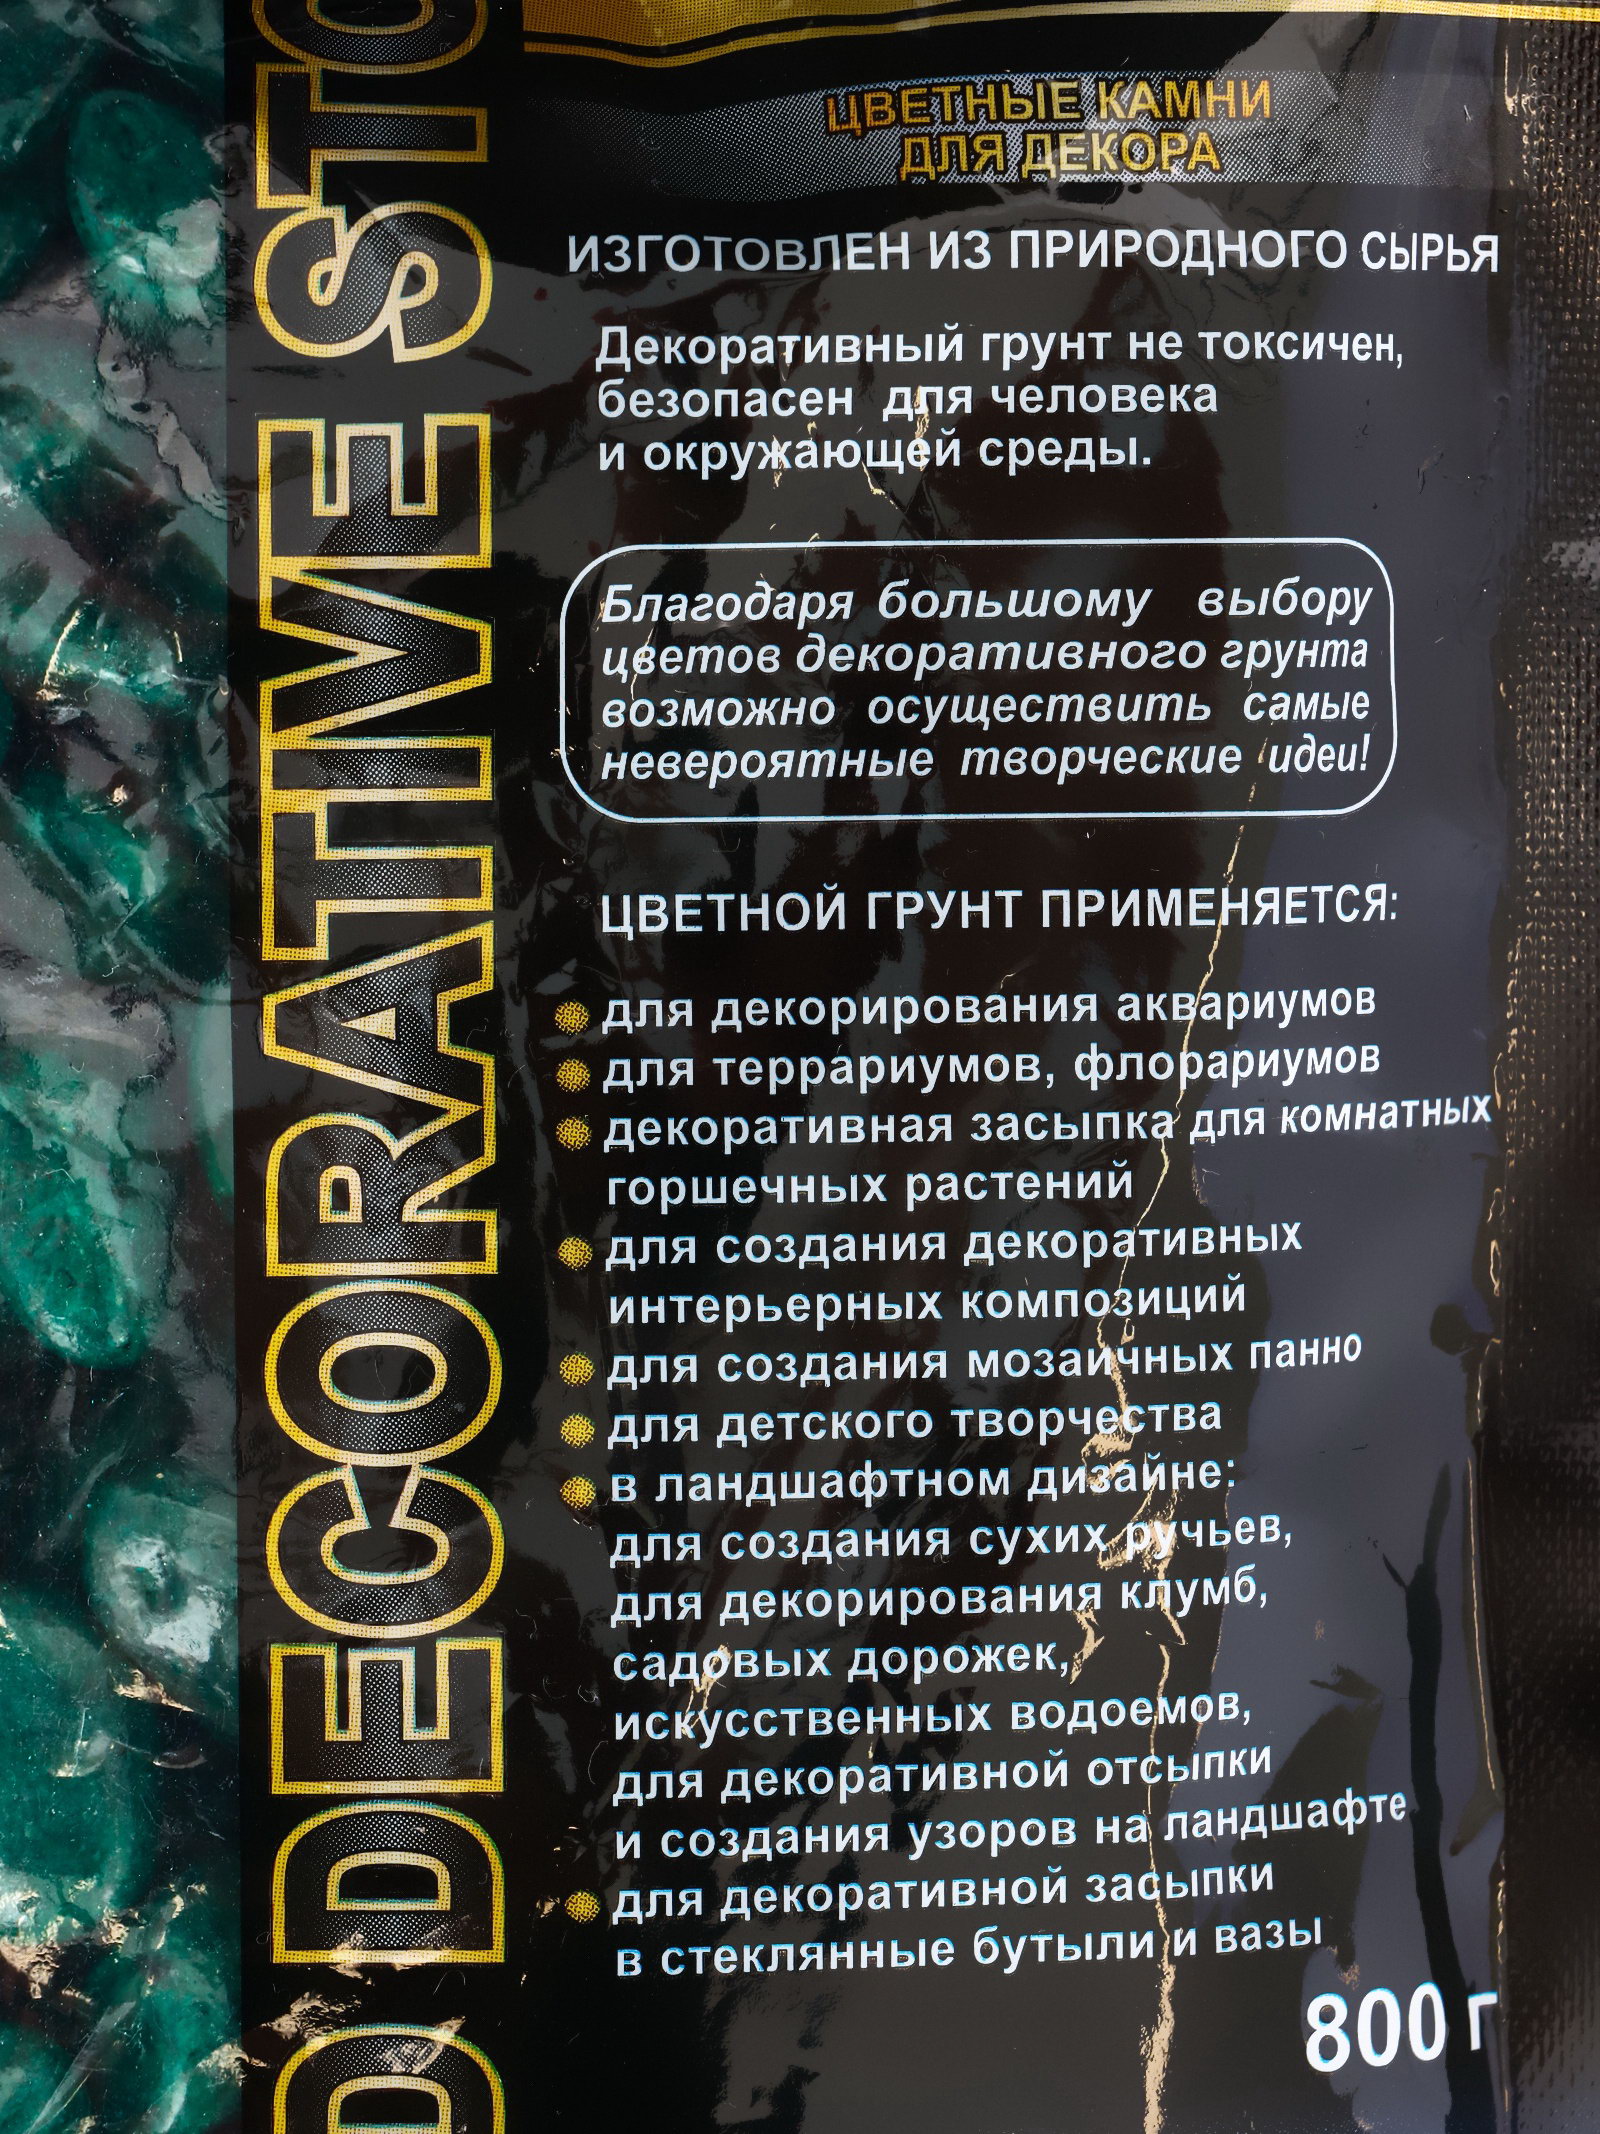 ЦВЕТНЫЕ КАМНИ
ДЛЯ ДЕКОРА
ИЗГОТОВЛЕН ИЗ ПРИРОДНОГО СЫРЬЯ
Декоративный грунт не токсичен,
безопасен для человека
и окружающей среды.
Благодаря большому выбору
цветов декоративного грунта
возможно осуществить самые
невероятные творческие идеи!
ЦВЕТНОЙ ГРУНТ ПРИМЕНЯЕТСЯ:
для декорирования аквариумов
для террариумов, флорариумов
декоративная засыпка для комнатных
горшечных растений
для создания декоративных
интерьерных композиций
для создания мозаичных панно
для детского творчества
в ландшафтном дизайне:
для создания сухих ручьев,
для декорирования клумб,
садовых дорожек,
искусственных водоемов,
для декоративной отсыпки
и создания узоров на ландшафте
для декоративной засыпки
в стеклянные бутыли и вазы
800 г
DECORATIVE